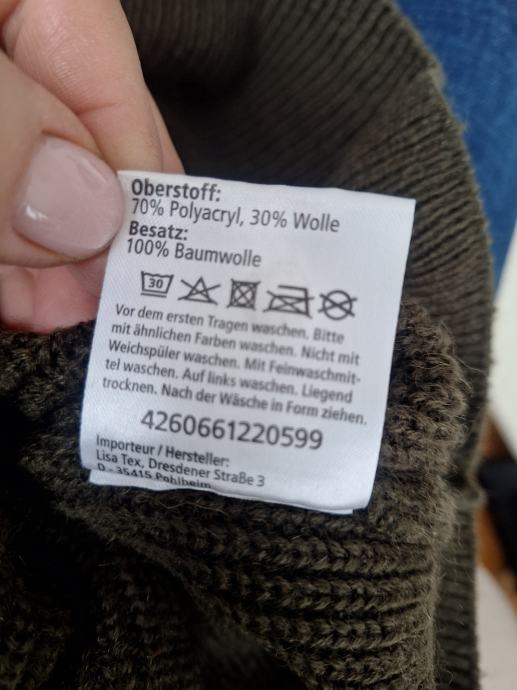 Oberstoff:
70% Polyacryl, 30% Wolle
Besatz:
100% Baumwolle
30
Vor dem ersten Tragen waschen. Bitte
mit ähnlichen Farben waschen. Nicht mit
Weichspüler waschen. Mit Feinwaschmit-
tel waschen. Auf links waschen. Liegend
trocknen. Nach der Wäsche in Form ziehen.
4260661220599
Importeur / Hersteller:
Lisa Tex, Dresdener Straße 3
D - 35415 Pohlheim